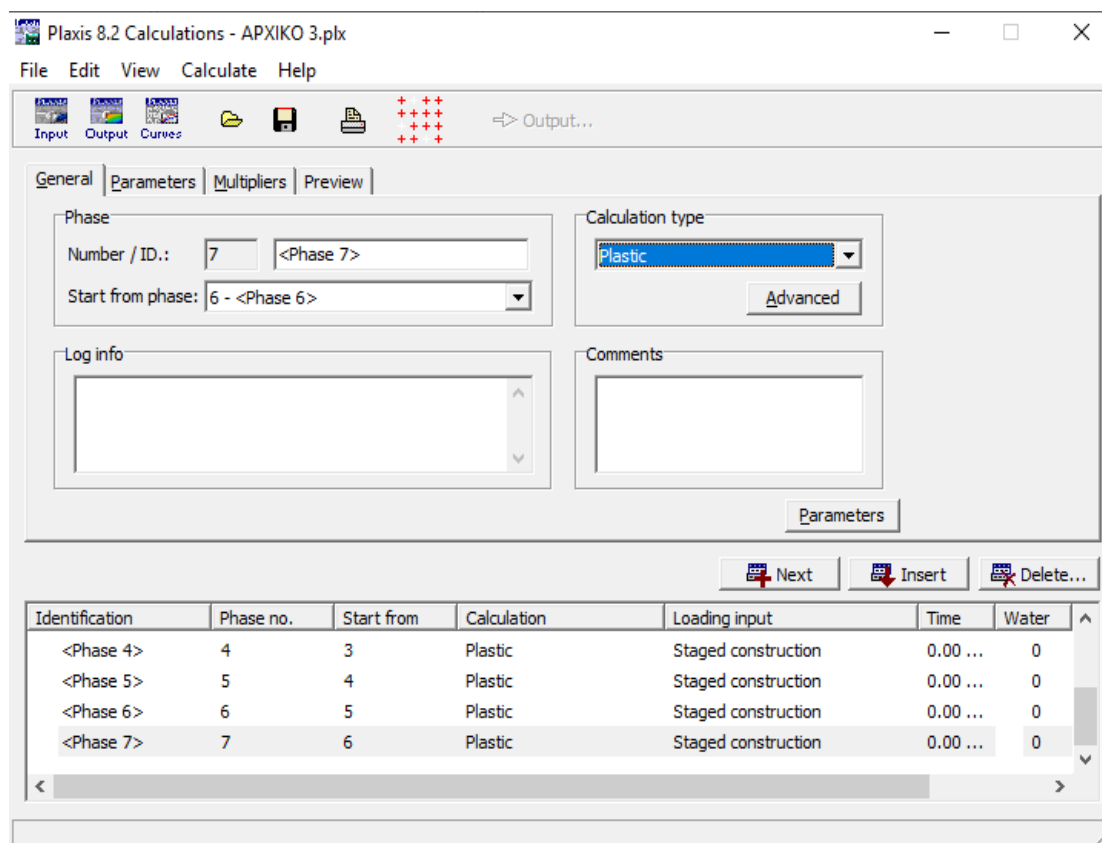 Plaxis 8.2 Calculations - APXIKO 3.plx
File Edit View Calculate Help
Input Output Curves Output...
General Parameters Multipliers Preview
Phase
Number / ID.: 7 <Phase 7>
Start from phase: 6 - <Phase 6>
Calculation type
Plastic
Advanced
Log info
Comments
Parameters
Next Insert Delete...
Identification Phase no. Start from Calculation Loading input Time Water
<Phase 4> 4 3 Plastic Staged construction 0.00 ... 0
<Phase 5> 5 4 Plastic Staged construction 0.00 ... 0
<Phase 6> 6 5 Plastic Staged construction 0.00 ... 0
<Phase 7> 7 6 Plastic Staged construction 0.00 ... 0